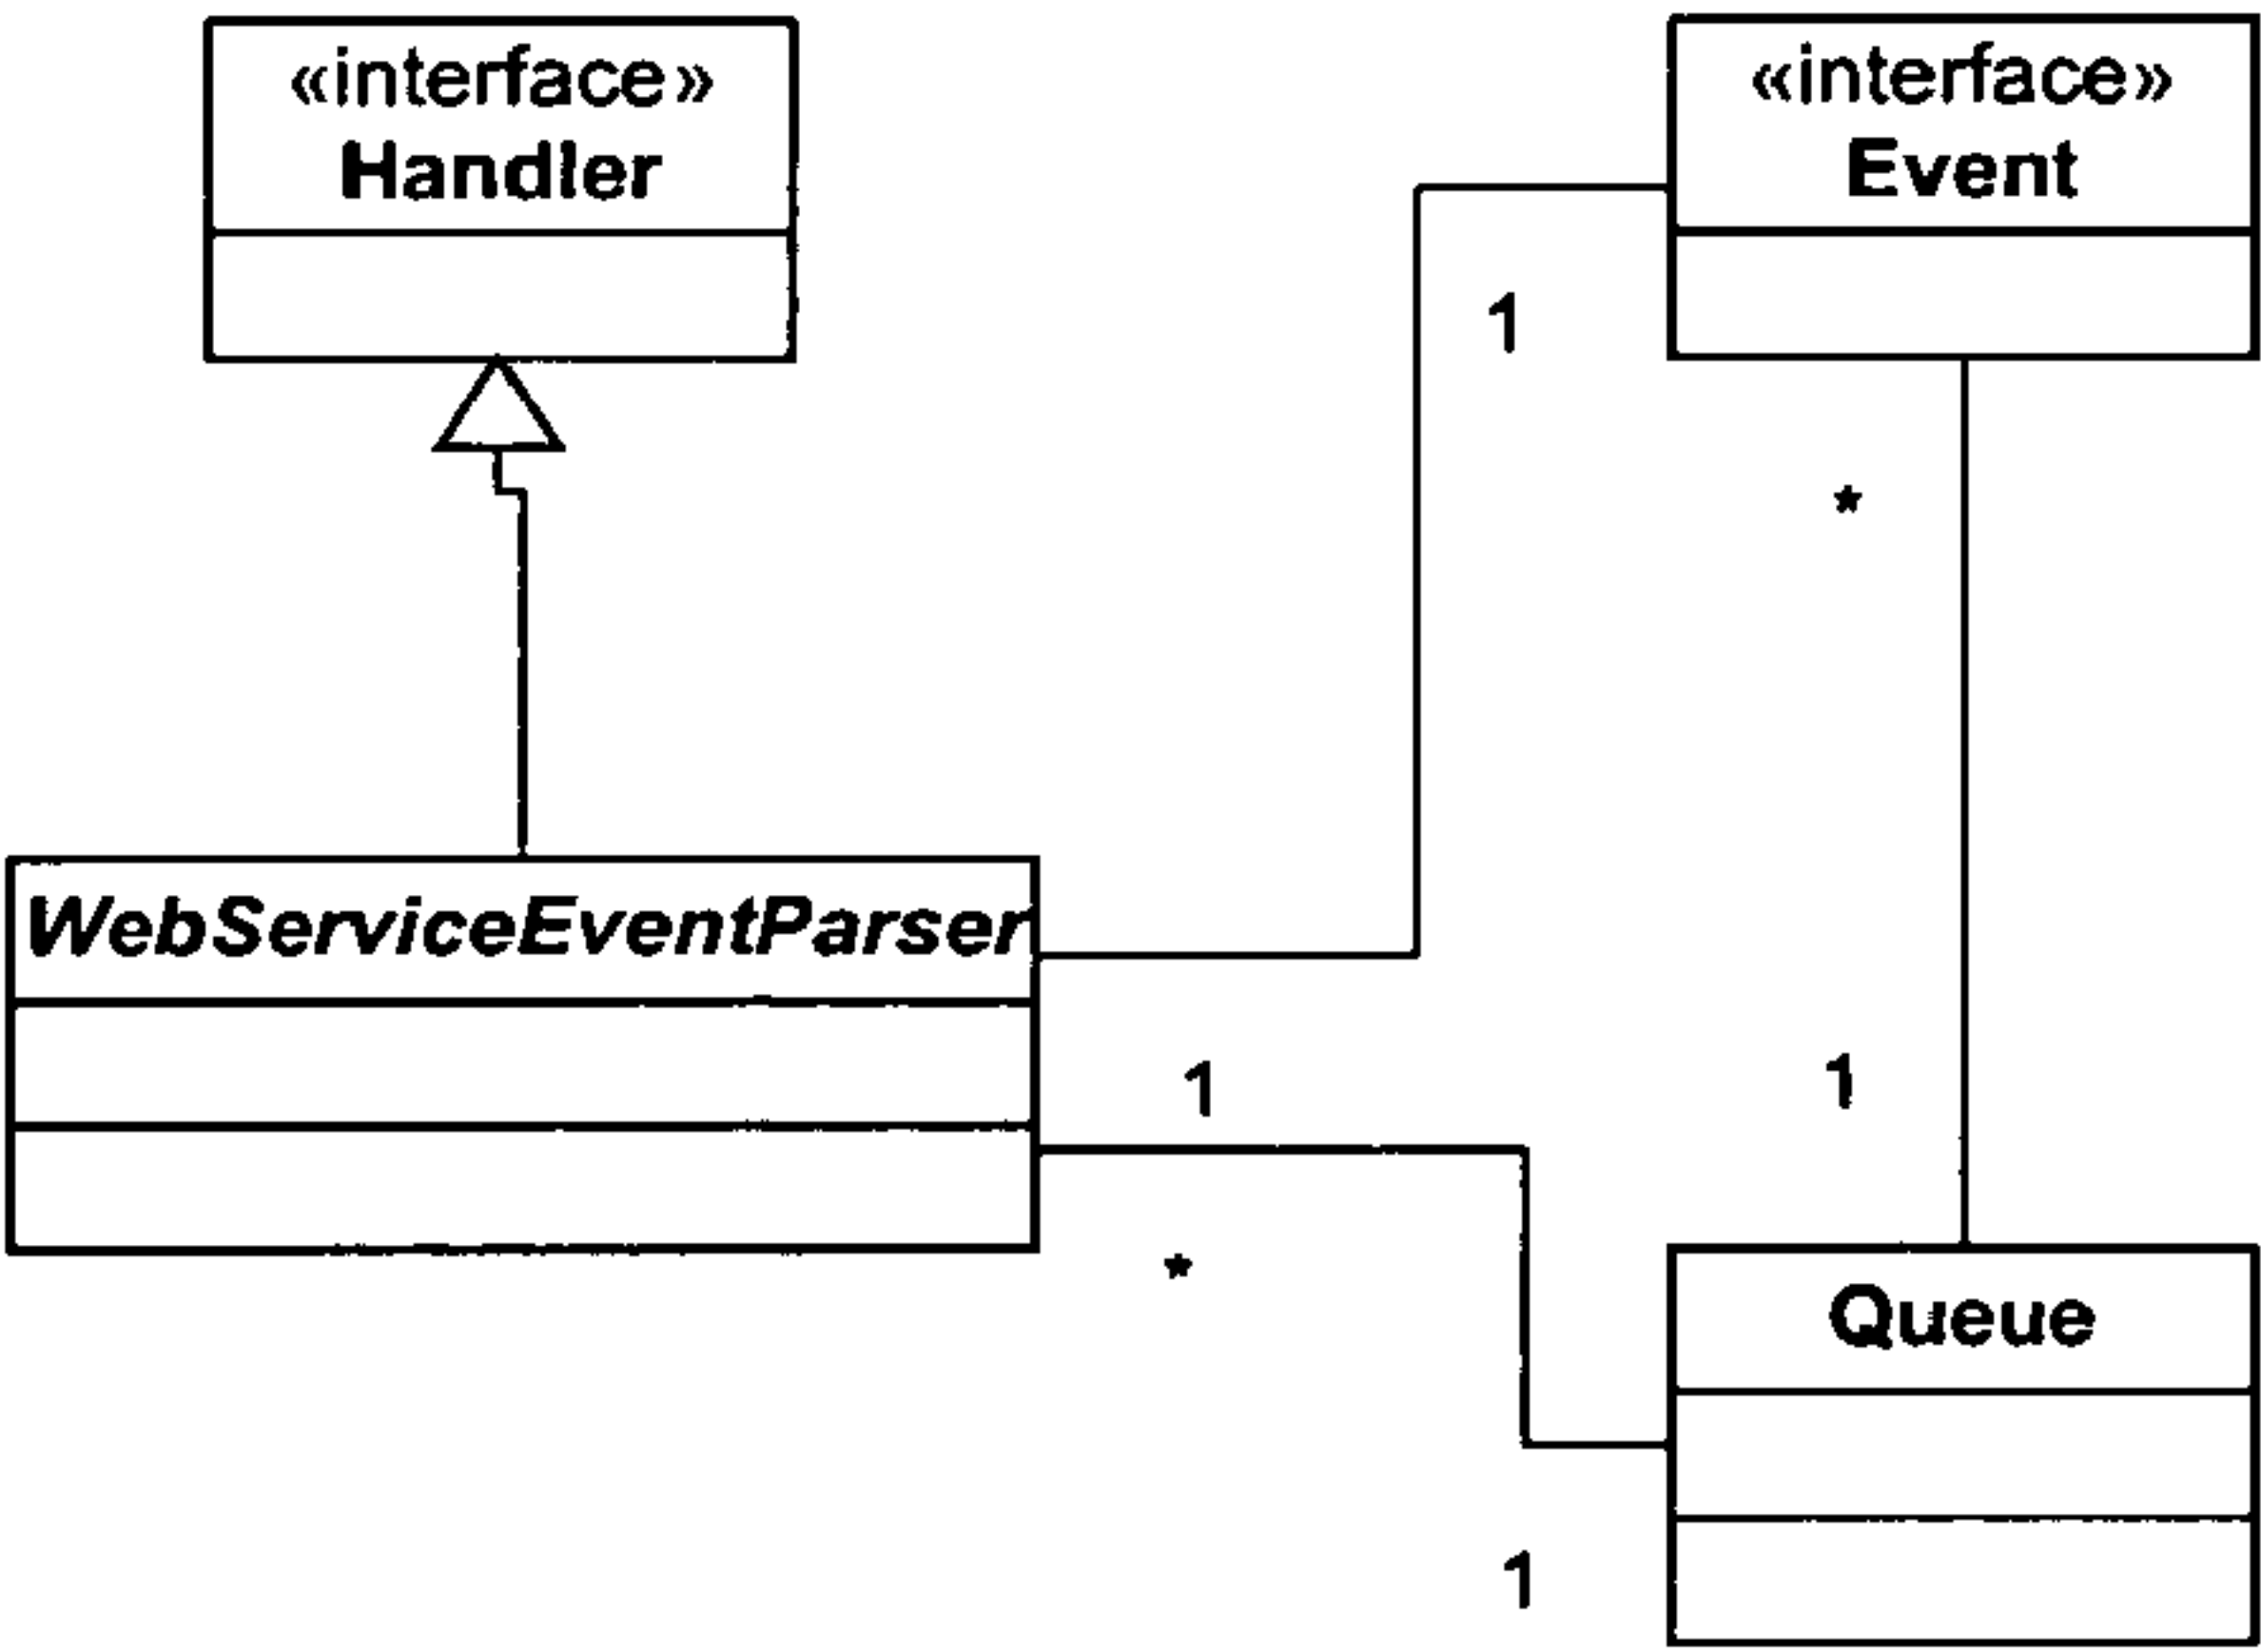 «interface»
Handler
«interface»
Event
1
*
WebServiceEventParser
1
1
*
Queue
1